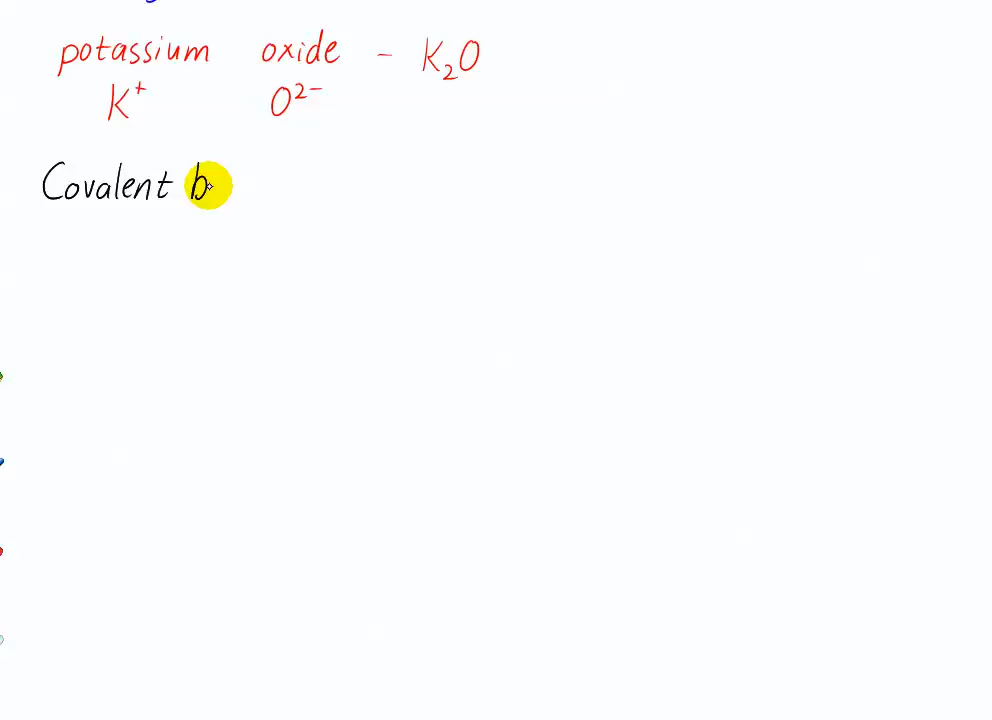 potassium oxide - K₂O
K⁺ O²⁻
Covalent b